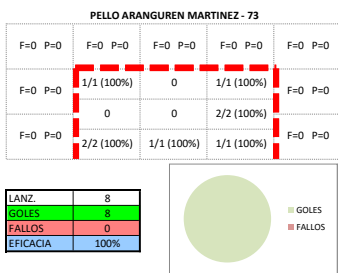 PELLO ARANGUREN MARTINEZ - 73
F=0 P=0 F=0 P=0 F=0 P=0 F=0 P=0 F=0 P=0
F=0 P=0 1/1 (100%) 0 1/1 (100%) F=0 P=0
0 0 2/2 (100%)
F=0 P=0 2/2 (100%) 1/1 (100%) 1/1 (100%) F=0 P=0
LANZ. 8
GOLES 8
FALLOS 0
EFICACIA 100%
GOLES
FALLOS